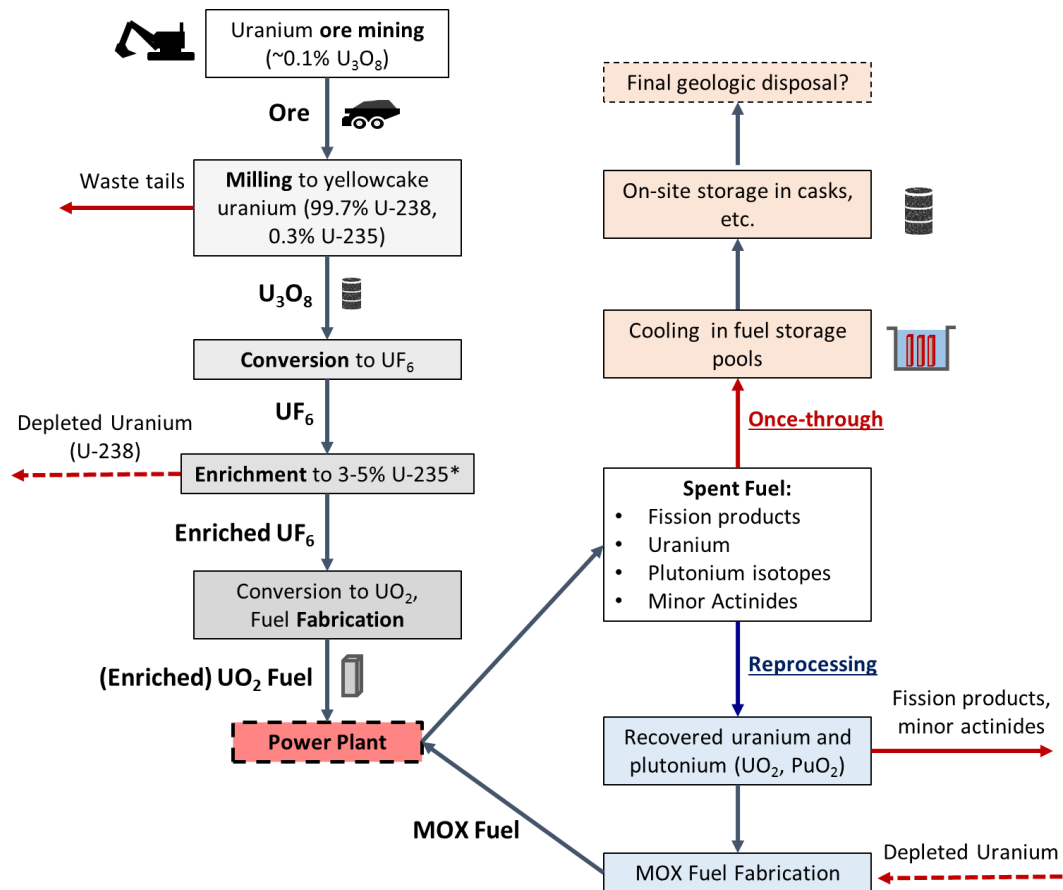 Uranium ore mining
(~0.1% U₃O₈)
Ore
Waste tails
Milling to yellowcake
uranium (99.7% U-238,
0.3% U-235)
U₃O₈
Conversion to UF₆
UF₆
Depleted Uranium
(U-238)
Enrichment to 3-5% U-235*
Enriched UF₆
Conversion to UO₂,
Fuel Fabrication
(Enriched) UO₂ Fuel
Power Plant
MOX Fuel
Final geologic disposal?
On-site storage in casks,
etc.
Cooling in fuel storage
pools
Once-through
Spent Fuel:
• Fission products
• Uranium
• Plutonium isotopes
• Minor Actinides
Reprocessing
Recovered uranium and
plutonium (UO₂, PuO₂)
Fission products,
minor actinides
MOX Fuel Fabrication
Depleted Uranium